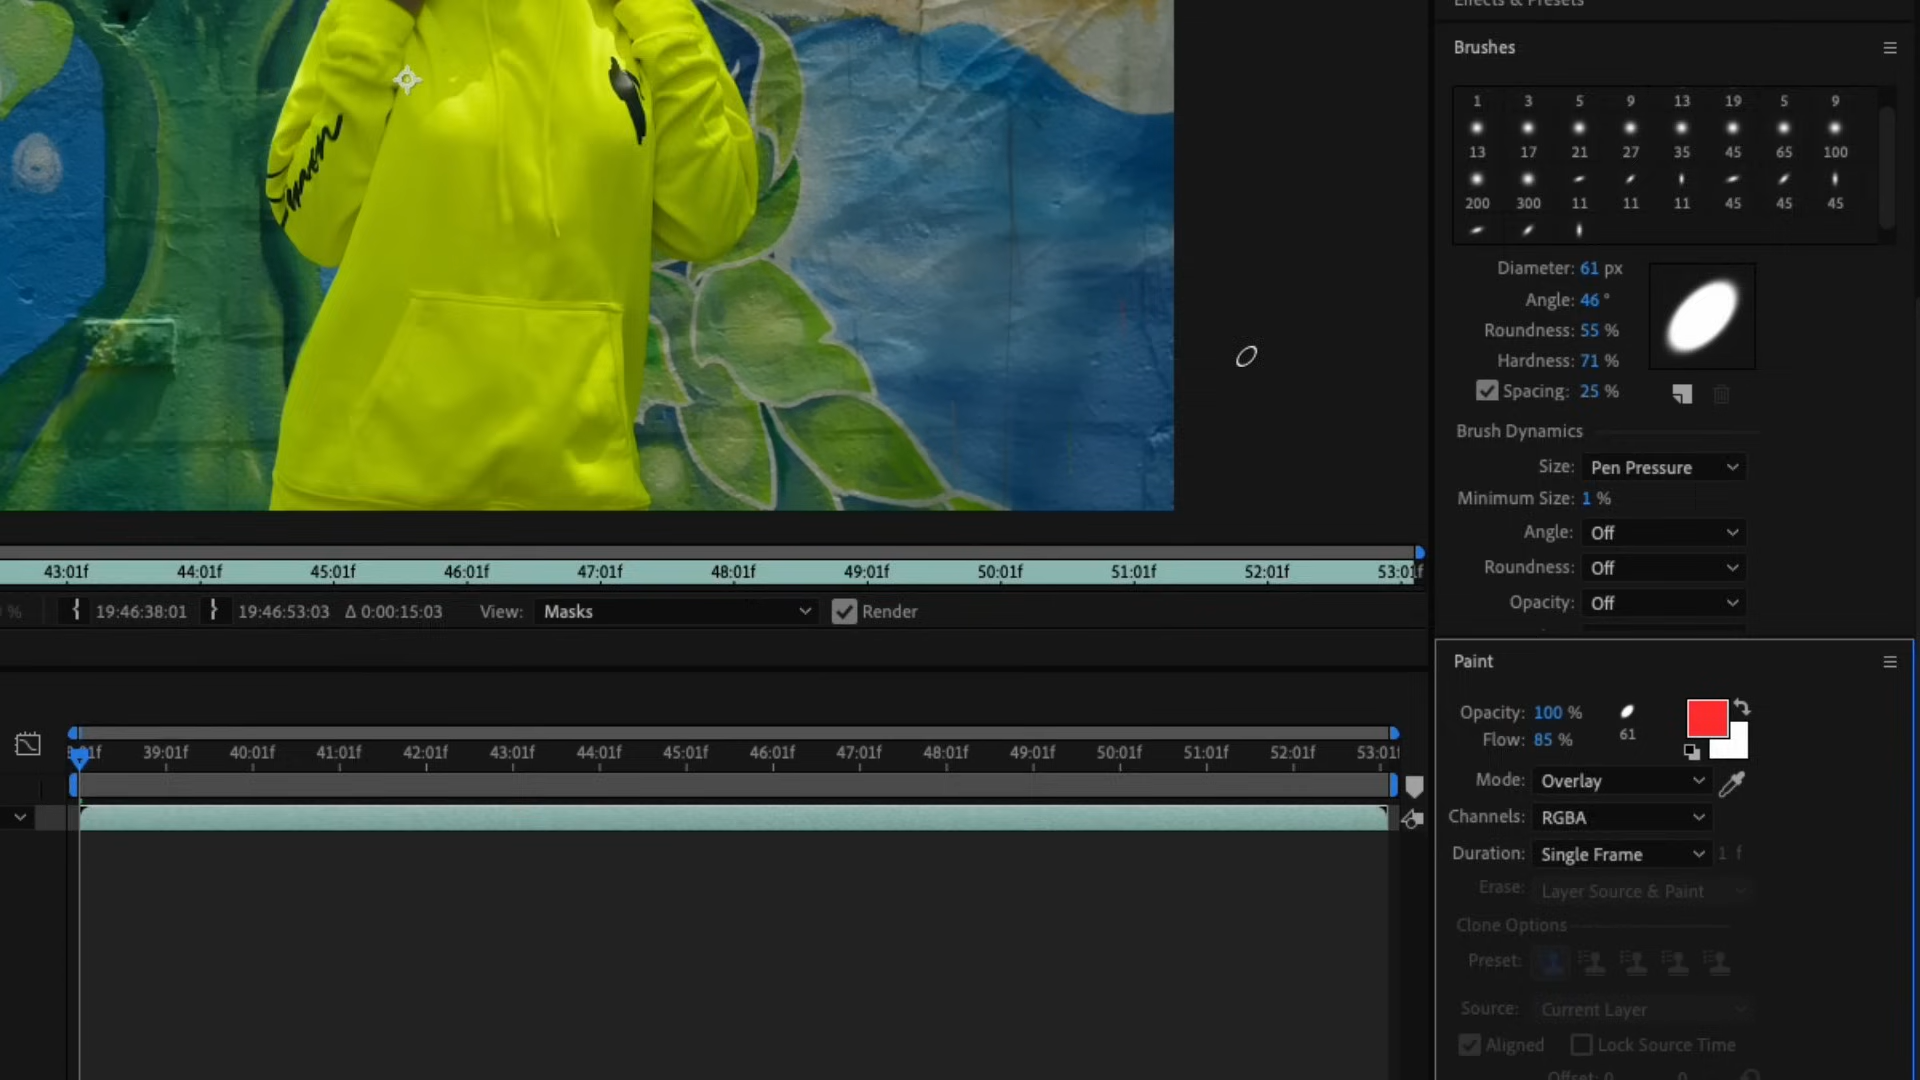 Effects & Presets
Brushes
1 3 5 9 13 19 5 9
13 17 21 27 35 45 65 100
200 300 11 11 11 45 45 45
Diameter: 61 px
Angle: 46 °
Roundness: 55 %
Hardness: 71 %
Spacing: 25 %
Brush Dynamics
Size: Pen Pressure
Minimum Size: 1 %
Angle: Off
Roundness: Off
Opacity: Off
43:01f 44:01f 45:01f 46:01f 47:01f 48:01f 49:01f 50:01f 51:01f 52:01f 53:01f
% { 19:46:38:01 } 19:46:53:03 Δ 0:00:15:03 View: Masks Render
39:01f 40:01f 41:01f 42:01f 43:01f 44:01f 45:01f 46:01f 47:01f 48:01f 49:01f 50:01f 51:01f 52:01f 53:01f
Paint
Opacity: 100 %
Flow: 85 %
61
Mode: Overlay
Channels: RGBA
Duration: Single Frame 1 f
Erase: Layer Source & Paint
Clone Options
Preset:
Source: Current Layer
Aligned Lock Source Time
Offset: 0 0